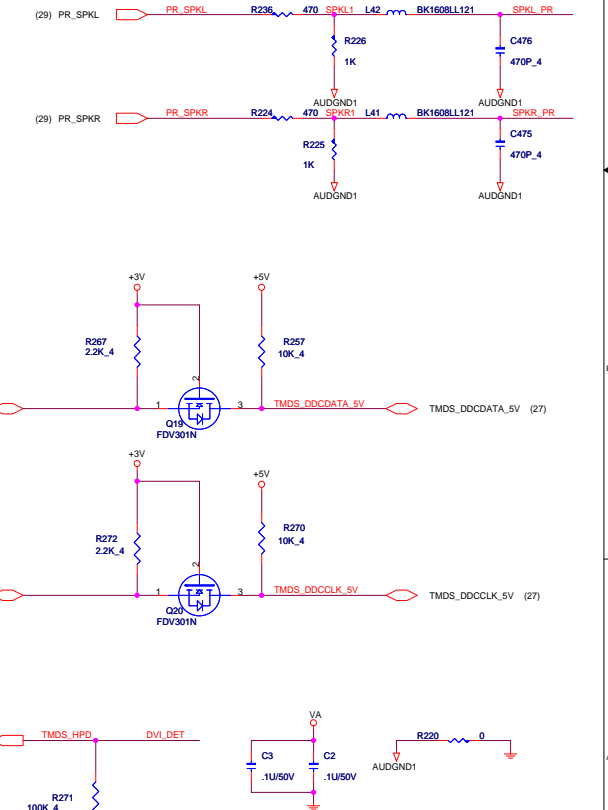 (29) PR_SPKL PR_SPKL R236 470 SPKL1 L42 BK1608LL121 SPKL_PR
R226
1K
C476
470P_4
AUDGND1 AUDGND1
(29) PR_SPKR PR_SPKR R224 470 SPKR1 L41 BK1608LL121 SPKR_PR
R225
1K
C475
470P_4
AUDGND1 AUDGND1
+3V +5V
R267
2.2K_4
R257
10K_4
2
1 3 TMDS_DDCDATA_5V TMDS_DDCDATA_5V (27)
Q19
FDV301N
+3V +5V
R272
2.2K_4
R270
10K_4
2
1 3 TMDS_DDCCLK_5V TMDS_DDCCLK_5V (27)
Q20
FDV301N
VA
TMDS_HPD DVI_DET R220 0
C3
.1U/50V
C2
.1U/50V
AUDGND1
R271
100K_4